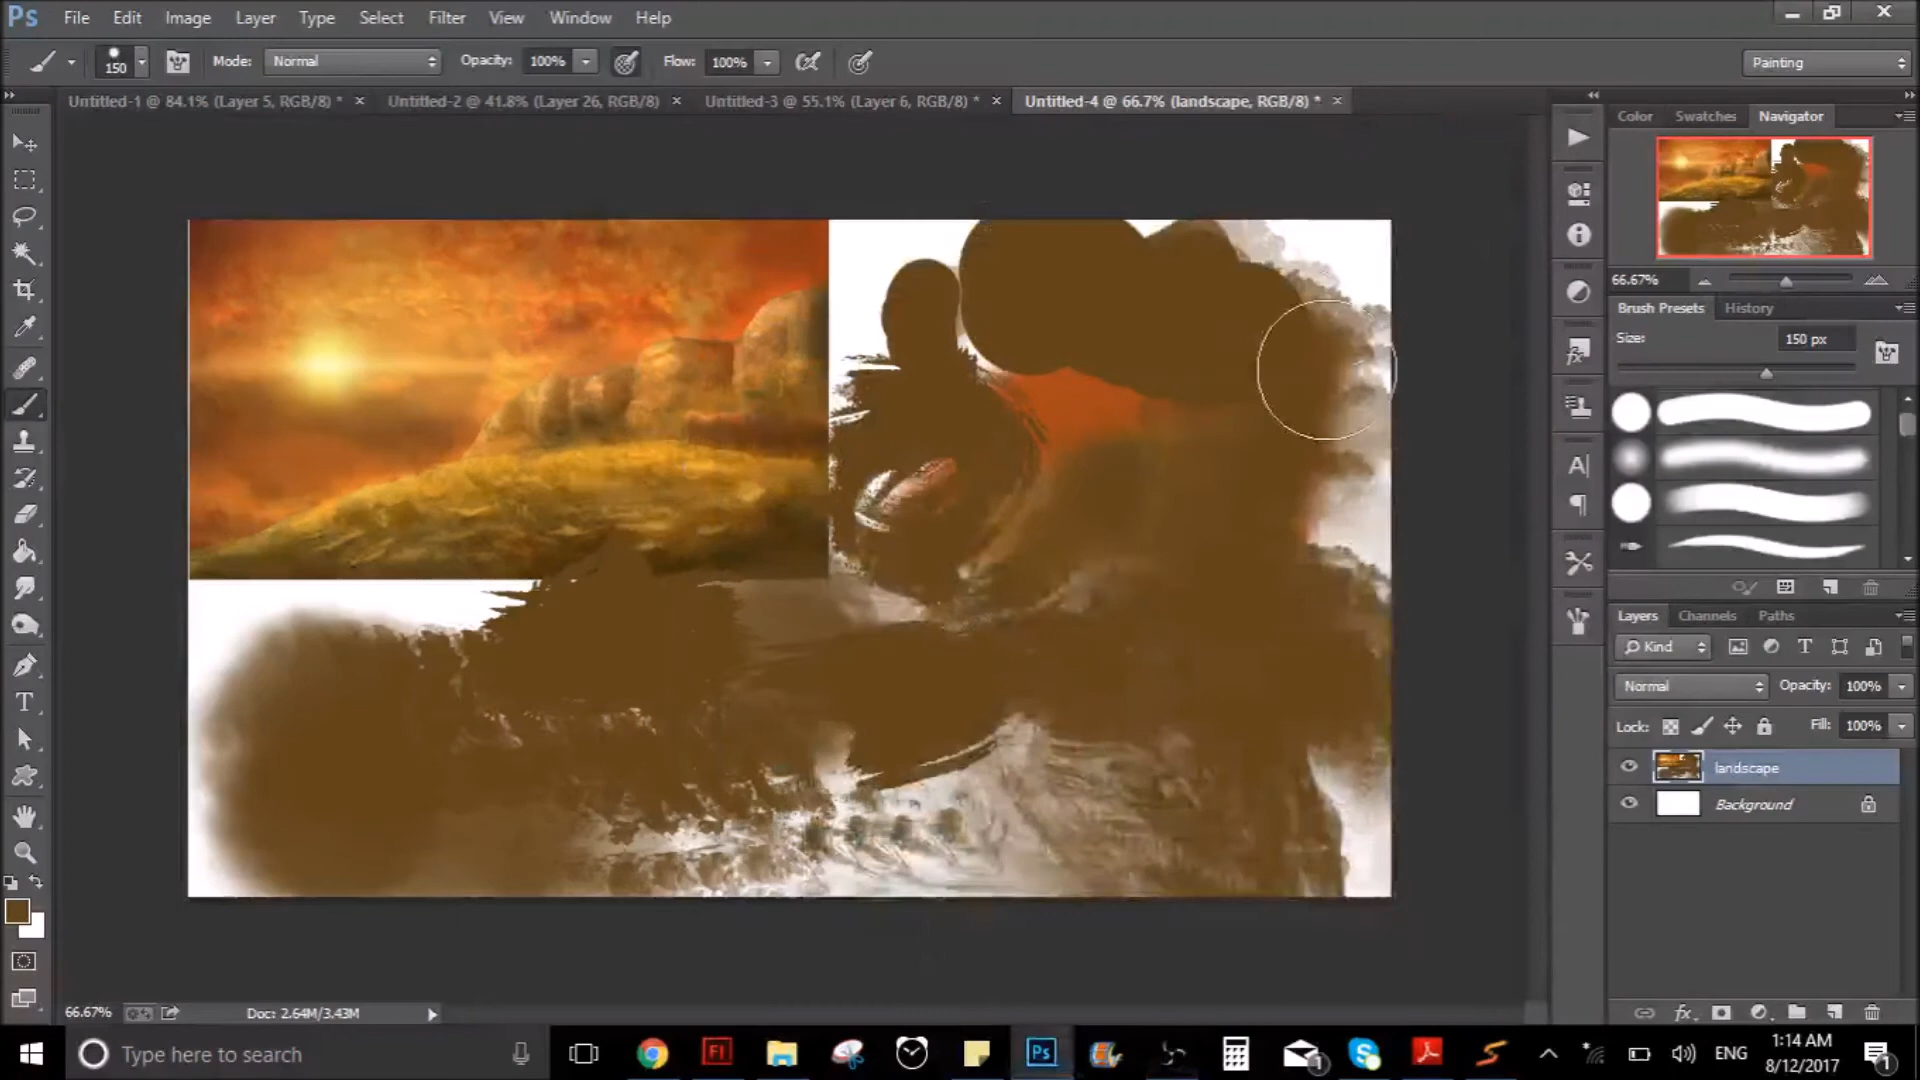 Ps File Edit Image Layer Type Select Filter View Window Help
150 Mode: Normal Opacity: 100% Flow: 100% Painting
Untitled-1 @ 84.1% (Layer 5, RGB/8) * × Untitled-2 @ 41.8% (Layer 26, RGB/8) × Untitled-3 @ 55.1% (Layer 6, RGB/8) * × Untitled-4 @ 66.7% (landscape, RGB/8) * ×
Color Swatches Navigator
66.67%
Brush Presets History
Size: 150 px
Layers Channels Paths
Kind
Normal Opacity: 100%
Lock: Fill: 100%
landscape
Background
66.67% Doc: 2.64M/3.43M
Type here to search
Fl Ps 1 ENG 1:14 AM
8/12/2017 1